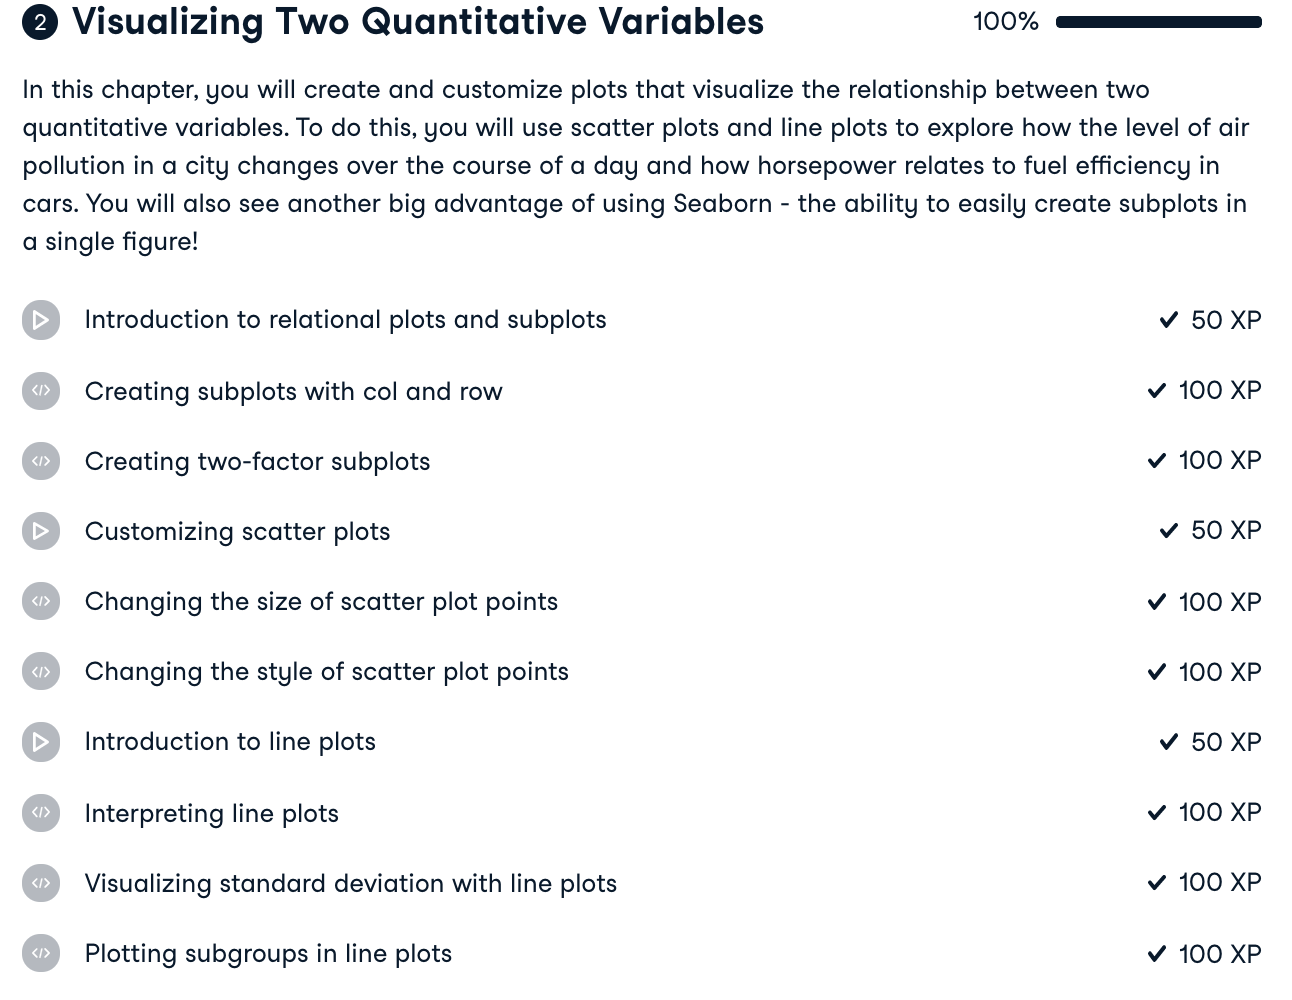 2 Visualizing Two Quantitative Variables 100%
In this chapter, you will create and customize plots that visualize the relationship between two
quantitative variables. To do this, you will use scatter plots and line plots to explore how the level of air
pollution in a city changes over the course of a day and how horsepower relates to fuel efficiency in
cars. You will also see another big advantage of using Seaborn - the ability to easily create subplots in
a single figure!
Introduction to relational plots and subplots 50 XP
</> Creating subplots with col and row 100 XP
</> Creating two-factor subplots 100 XP
Customizing scatter plots 50 XP
</> Changing the size of scatter plot points 100 XP
</> Changing the style of scatter plot points 100 XP
Introduction to line plots 50 XP
</> Interpreting line plots 100 XP
</> Visualizing standard deviation with line plots 100 XP
</> Plotting subgroups in line plots 100 XP